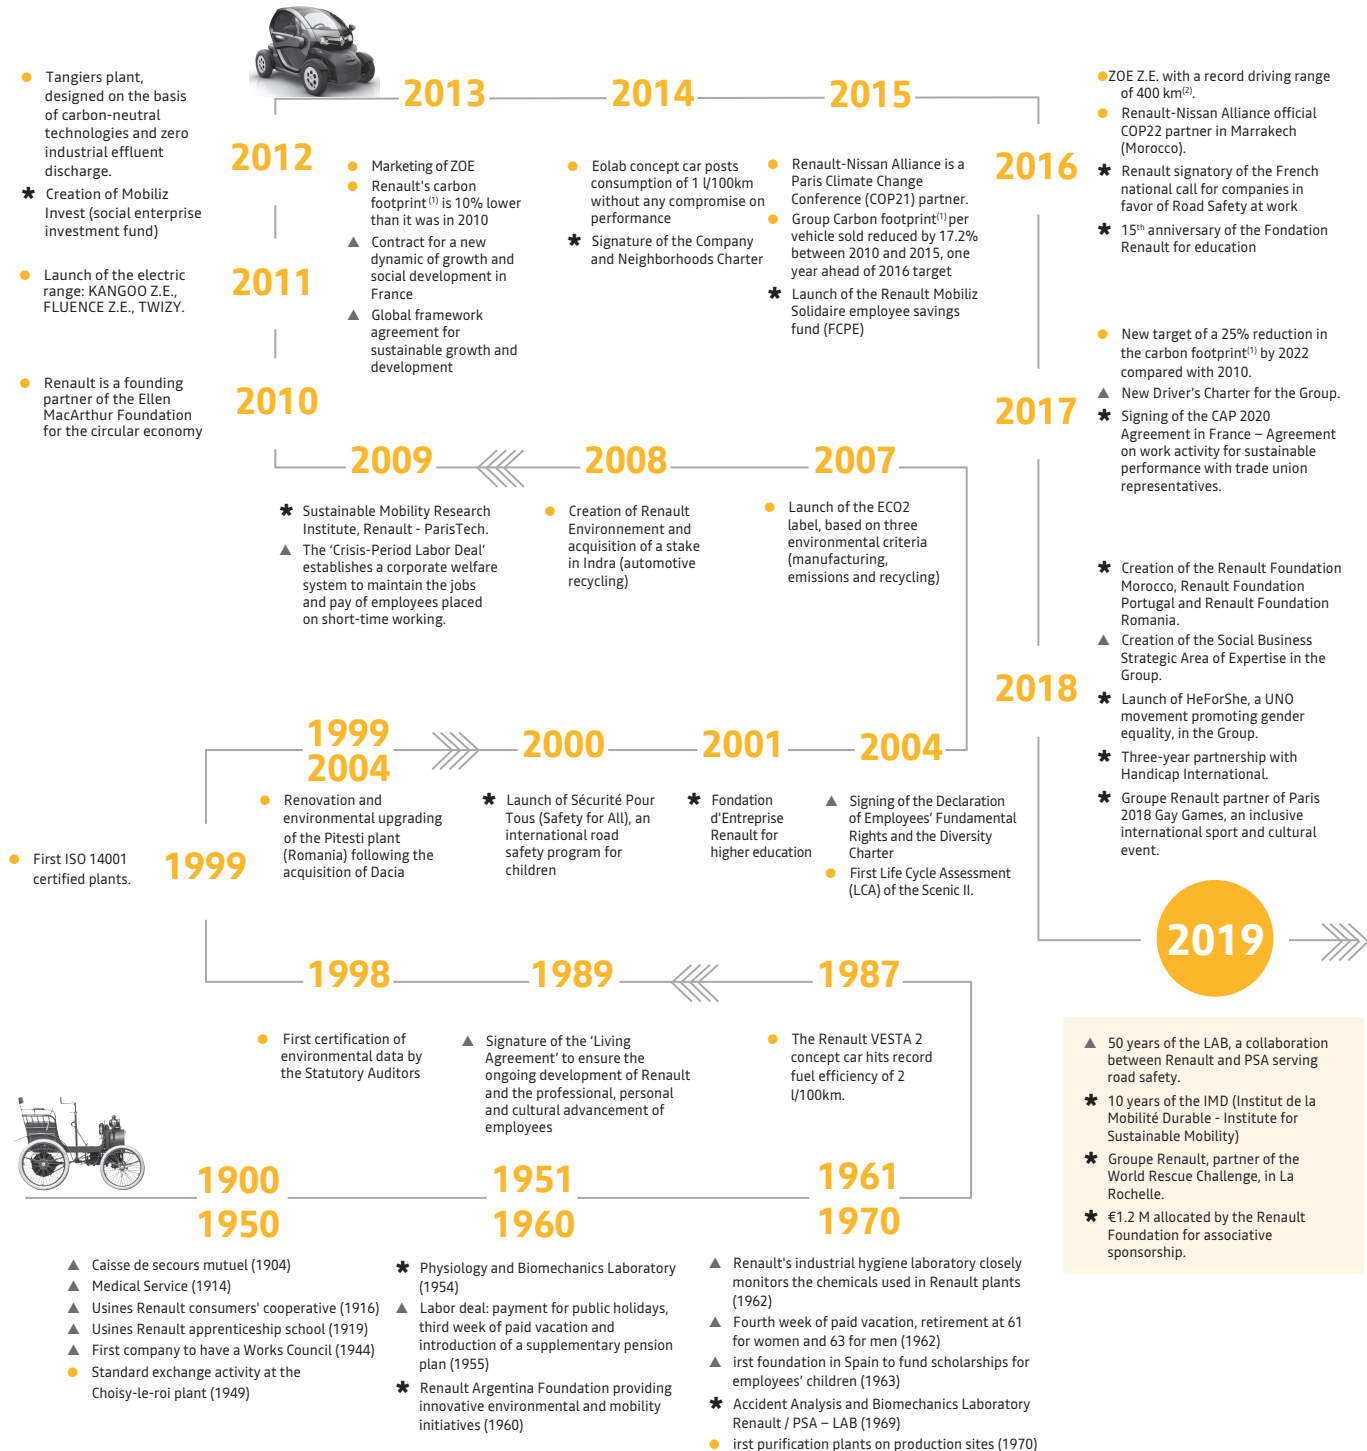 2013
2014
2015
Tangiers plant,
designed on the basis
of carbon-neutral
technologies and zero
industrial effluent
discharge.
* Creation of Mobiliz
Invest (social enterprise
investment fund)
2012
Marketing of ZOE
Renault's carbon
footprint (1) is 10% lower
than it was in 2010
Contract for a new
dynamic of growth and
social development in
France
Global framework
agreement for
sustainable growth and
development
Eolab concept car posts
consumption of 1 l/100km
without any compromise on
performance
* Signature of the Company
and Neighborhoods Charter
Renault-Nissan Alliance is a
Paris Climate Change
Conference (COP21) partner.
Group Carbon footprint(1) per
vehicle sold reduced by 17.2%
between 2010 and 2015, one
year ahead of 2016 target
* Launch of the Renault Mobiliz
Solidaire employee savings
fund (FCPE)
2016
ZOE Z.E. with a record driving range
of 400 km(2).
Renault-Nissan Alliance official
COP22 partner in Marrakech
(Morocco).
* Renault signatory of the French
national call for companies in
favor of Road Safety at work
* 15th anniversary of the Fondation
Renault for education
Launch of the electric
range: KANGOO Z.E.,
FLUENCE Z.E., TWIZY.
2011
Renault is a founding
partner of the Ellen
MacArthur Foundation
for the circular economy
2010
2017
New target of a 25% reduction in
the carbon footprint(1) by 2022
compared with 2010.
New Driver’s Charter for the Group.
* Signing of the CAP 2020
Agreement in France – Agreement
on work activity for sustainable
performance with trade union
representatives.
2009
2008
2007
* Sustainable Mobility Research
Institute, Renault - ParisTech.
The ‘Crisis-Period Labor Deal’
establishes a corporate welfare
system to maintain the jobs
and pay of employees placed
on short-time working.
Creation of Renault
Environnement and
acquisition of a stake
in Indra (automotive
recycling)
Launch of the ECO2
label, based on three
environmental criteria
(manufacturing,
emissions and recycling)
2018
* Creation of the Renault Foundation
Morocco, Renault Foundation
Portugal and Renault Foundation
Romania.
Creation of the Social Business
Strategic Area of Expertise in the
Group.
* Launch of HeForShe, a UNO
movement promoting gender
equality, in the Group.
* Three-year partnership with
Handicap International.
* Groupe Renault partner of Paris
2018 Gay Games, an inclusive
international sport and cultural
event.
1999
2004
2000
2001
2004
Renovation and
environmental upgrading
of the Pitesti plant
(Romania) following the
acquisition of Dacia
* Launch of Sécurité Pour
Tous (Safety for All), an
international road
safety program for
children
* Fondation
d'Entreprise
Renault for
higher education
Signing of the Declaration
of Employees’ Fundamental
Rights and the Diversity
Charter
First Life Cycle Assessment
(LCA) of the Scenic II.
First ISO 14001
certified plants.
1999
2019
1998
1989
1987
First certification of
environmental data by
the Statutory Auditors
Signature of the ‘Living
Agreement’ to ensure the
ongoing development of Renault
and the professional, personal
and cultural advancement of
employees
The Renault VESTA 2
concept car hits record
fuel efficiency of 2
l/100km.
50 years of the LAB, a collaboration
between Renault and PSA serving
road safety.
* 10 years of the IMD (Institut de la
Mobilité Durable - Institute for
Sustainable Mobility)
* Groupe Renault, partner of the
World Rescue Challenge, in La
Rochelle.
* €1.2 M allocated by the Renault
Foundation for associative
sponsorship.
1900
1950
1951
1960
1961
1970
Caisse de secours mutuel (1904)
Medical Service (1914)
Usines Renault consumers' cooperative (1916)
Usines Renault apprenticeship school (1919)
First company to have a Works Council (1944)
Standard exchange activity at the
Choisy-le-roi plant (1949)
* Physiology and Biomechanics Laboratory
(1954)
Labor deal: payment for public holidays,
third week of paid vacation and
introduction of a supplementary pension
plan (1955)
* Renault Argentina Foundation providing
innovative environmental and mobility
initiatives (1960)
Renault's industrial hygiene laboratory closely
monitors the chemicals used in Renault plants
(1962)
Fourth week of paid vacation, retirement at 61
for women and 63 for men (1962)
irst foundation in Spain to fund scholarships for
employees’ children (1963)
* Accident Analysis and Biomechanics Laboratory
Renault / PSA – LAB (1969)
irst purification plants on production sites (1970)